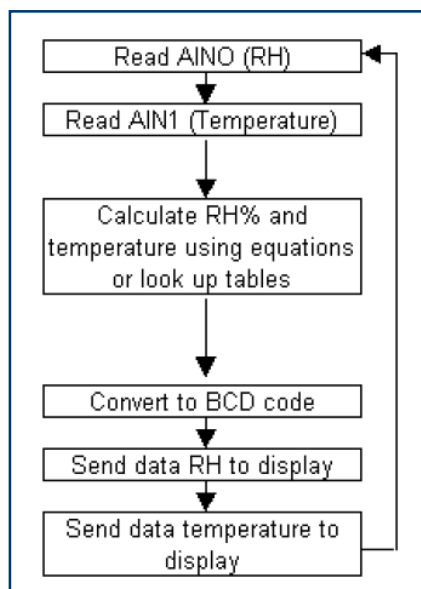 Read AINO (RH)
Read AIN1 (Temperature)
Calculate RH% and
temperature using equations
or look up tables
Convert to BCD code
Send data RH to display
Send data temperature to
display